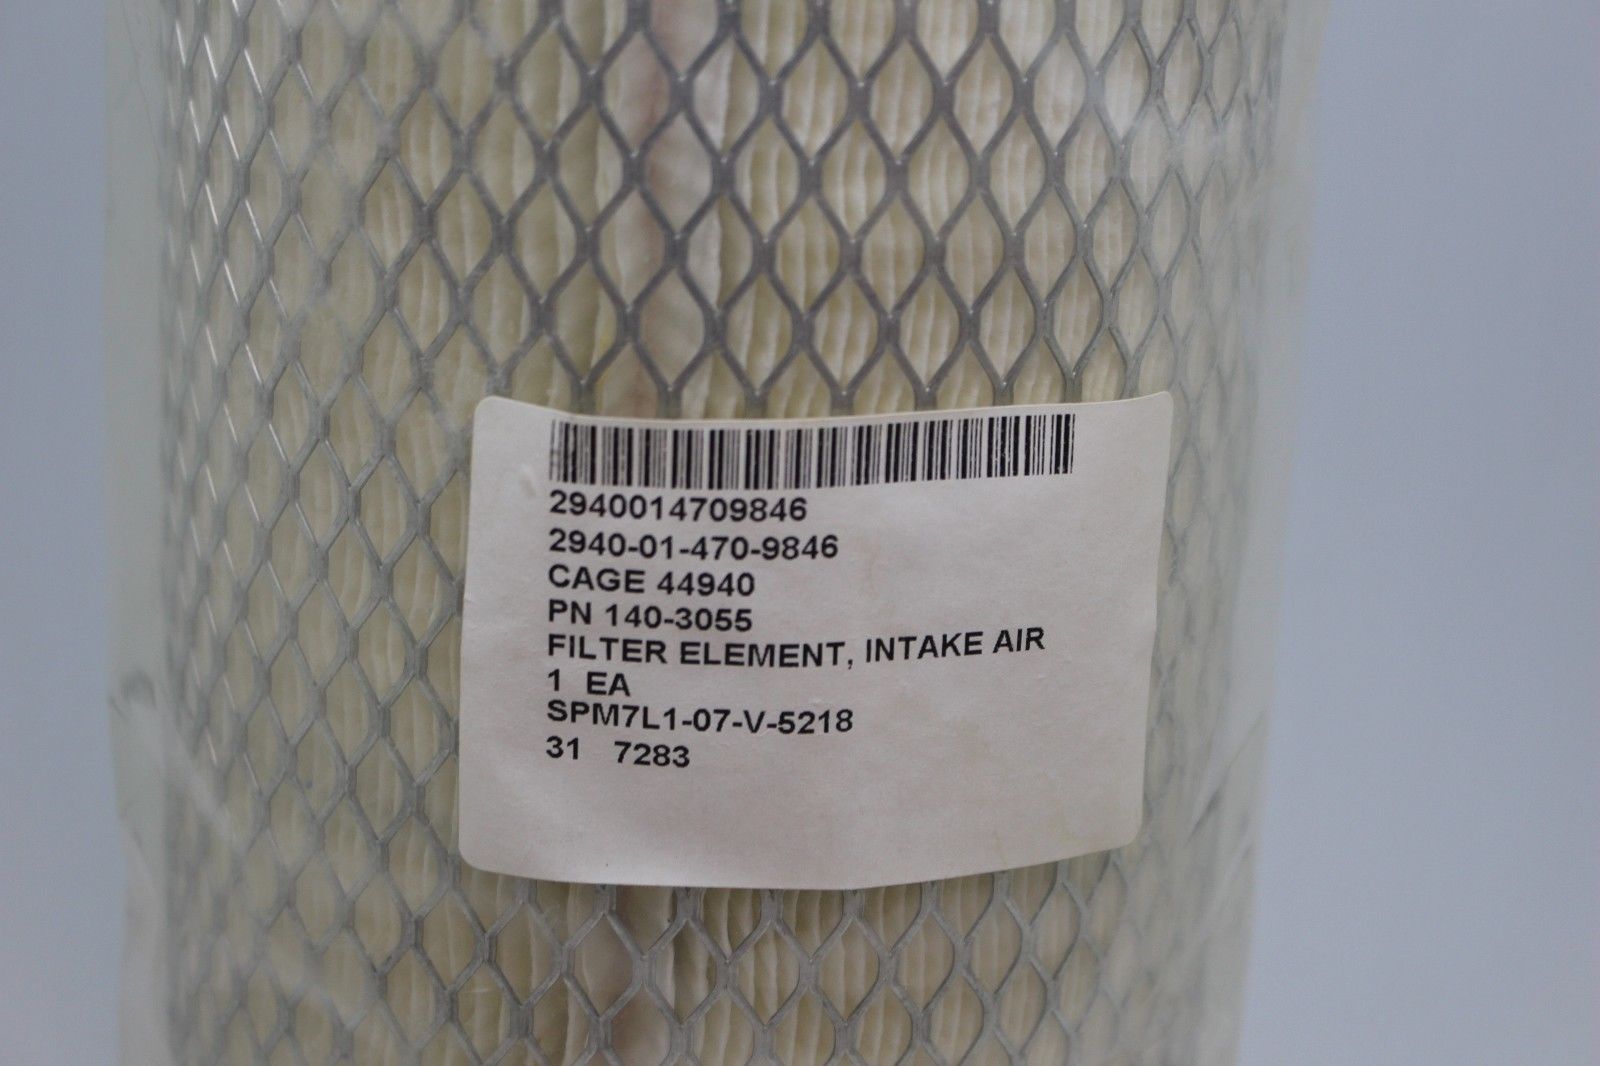 2940014709846
2940-01-470-9846
CAGE 44940
PN 140-3055
FILTER ELEMENT, INTAKE AIR
1 EA
SPM7L1-07-V-5218
31 7283